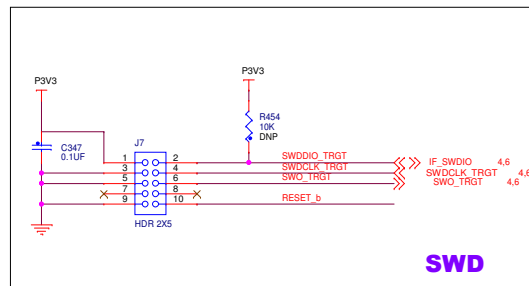 P3V3
P3V3
R454
10K
DNP
C347
0.1UF
J7
1 2 SWDDIO_TRGT IF_SWDIO 4,6
3 4 SWDCLK_TRGT SWDCLK_TRGT 4,6
5 6 SWO_TRGT SWO_TRGT 4,6
7 8
9 10 RESET_b
HDR 2X5
SWD